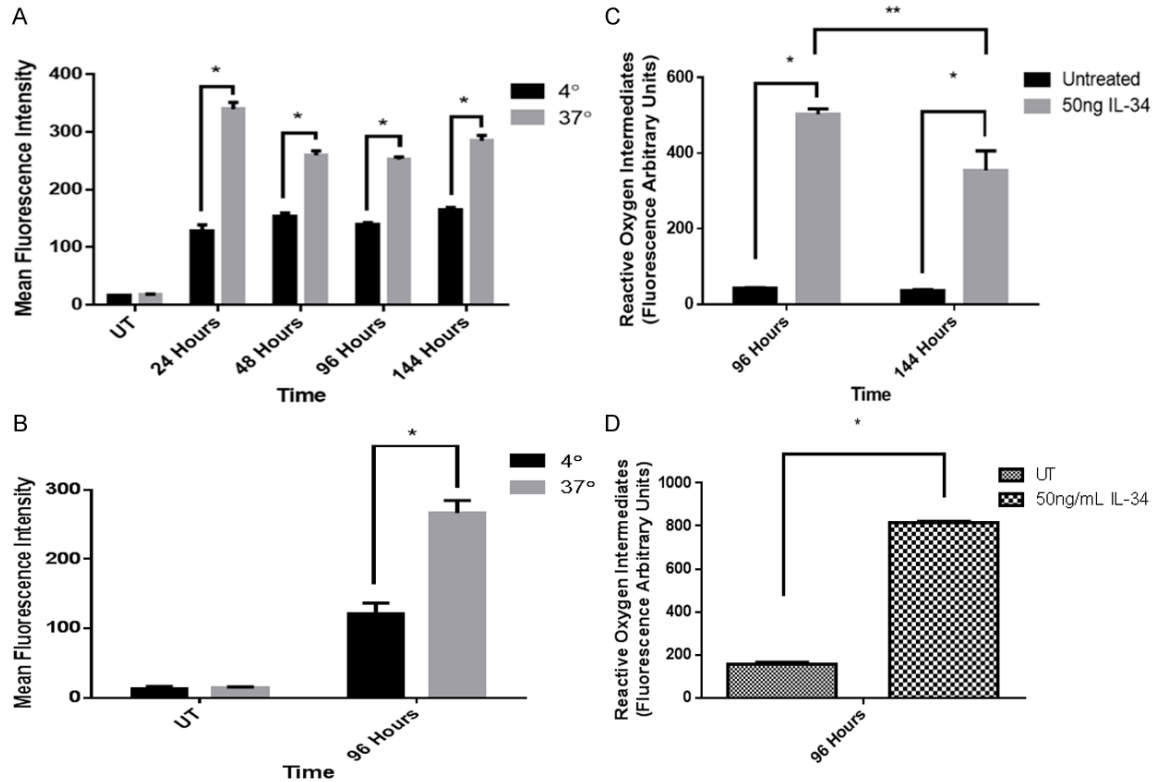 A
Mean Fluorescence Intensity
400
300
200
100
0
*
*
*
*
4°
37°
UT
24 Hours
48 Hours
96 Hours
144 Hours
Time
B
Mean Fluorescence Intensity
300
200
100
0
*
4°
37°
UT
96 Hours
Time
C
Reactive Oxygen Intermediates
(Fluorescence Arbitrary Units)
600
400
200
0
**
*
*
Untreated
50ng IL-34
96 Hours
144 Hours
Time
D
Reactive Oxygen Intermediates
(Fluorescence Arbitrary Units)
1000
800
600
400
200
0
*
UT
50ng/mL IL-34
96 Hours